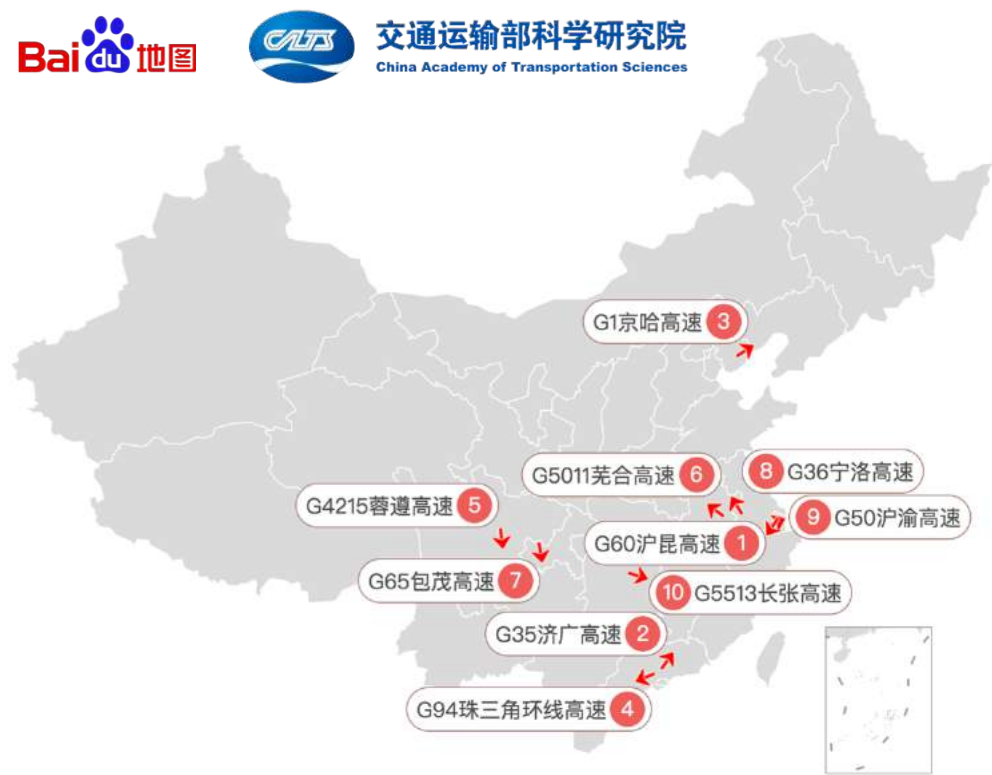 Bai du 地图
CATS 交通运输部科学研究院
China Academy of Transportation Sciences
G1京哈高速 3
G5011芜合高速 6
8 G36宁洛高速
G4215蓉遵高速 5
9 G50沪渝高速
G60沪昆高速 1
G65包茂高速 7
10 G5513长张高速
G35济广高速 2
G94珠三角环线高速 4